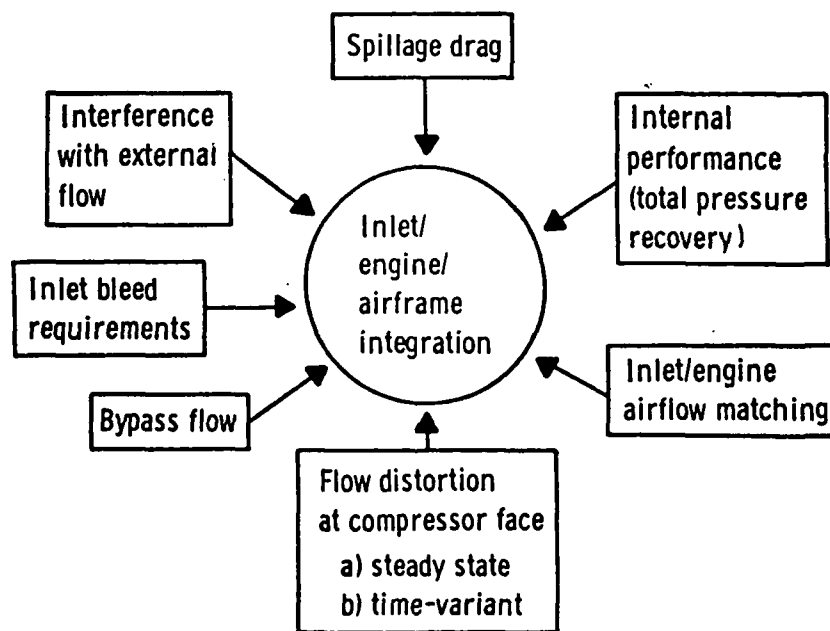 Spillage drag
Interference
with external
flow
Internal
performance
(total pressure
recovery)
Inlet/
engine/
airframe
integration
Inlet bleed
requirements
Inlet/engine
airflow matching
Bypass flow
Flow distortion
at compressor face
a) steady state
b) time-variant